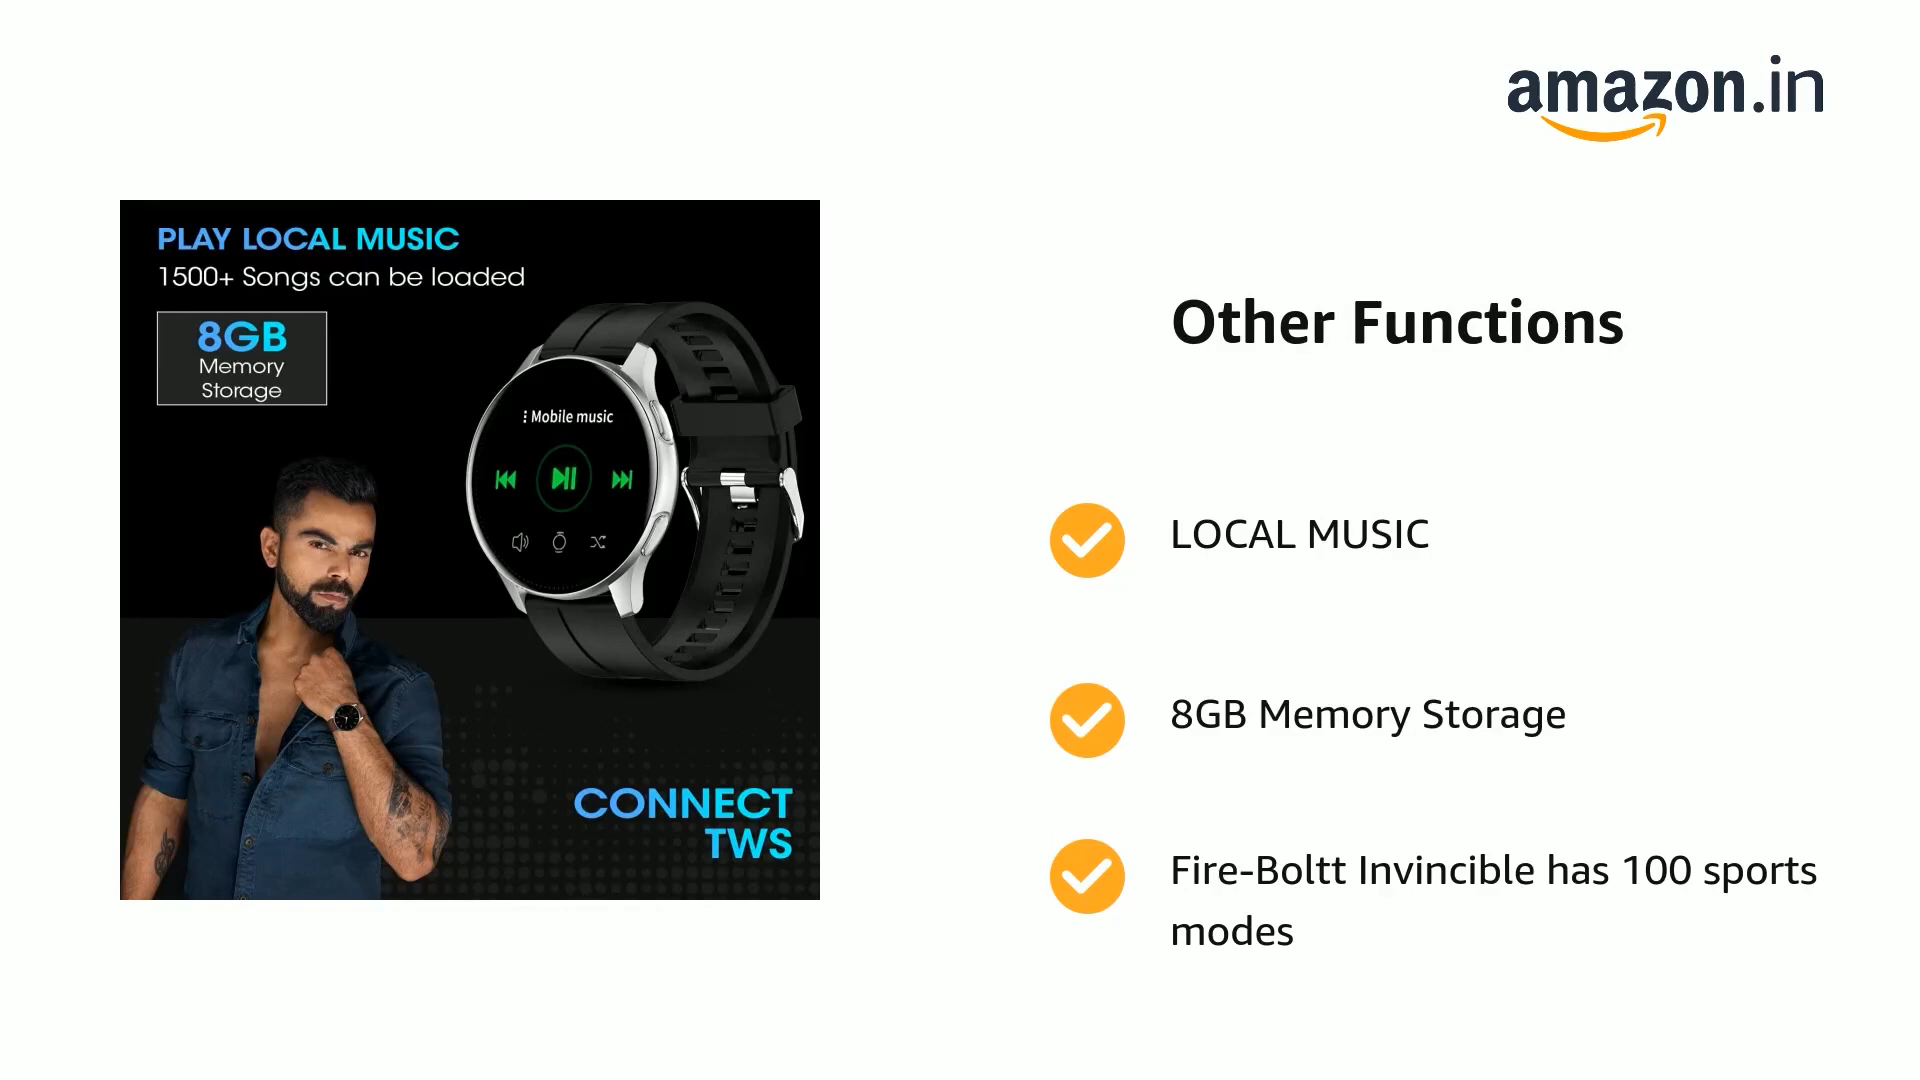 amazon.in
PLAY LOCAL MUSIC
1500+ Songs can be loaded
8GB
Memory
Storage
Mobile music
CONNECT
TWS
Other Functions
LOCAL MUSIC
8GB Memory Storage
Fire-Boltt Invincible has 100 sports
modes